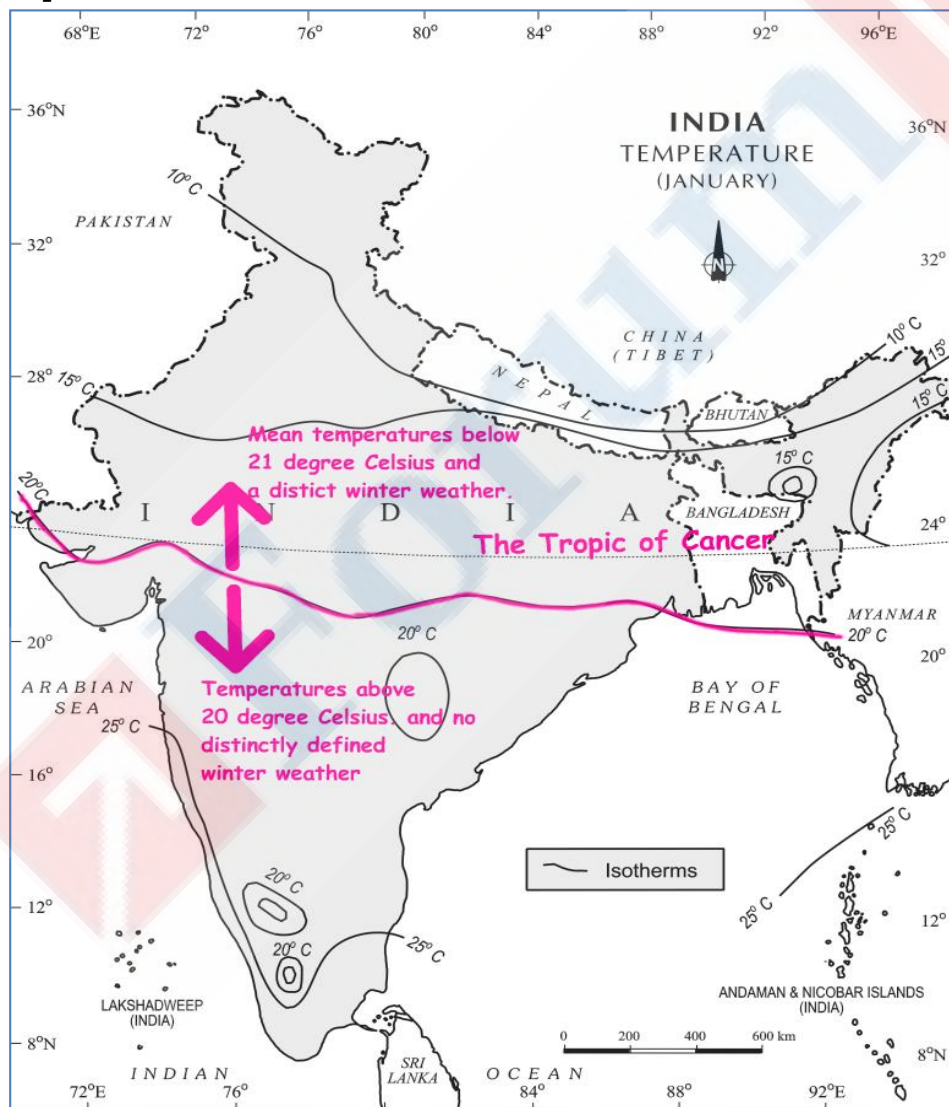 68°E 72° 76° 80° 84° 88° 92° 96°E
36°N
INDIA
TEMPERATURE
(JANUARY)
36°N
10° C
PAKISTAN
32°
N
32°
CHINA
(TIBET)
10° C
15°
28°
NEPAL
15° C
15°C
BHUTAN
Mean temperatures below
21 degree Celsius and
a distict winter weather.
15° C
20°C
INDIA
BANGLADESH
24°
The Tropic of Cancer
MYANMAR
20°
20° C
20° C
20°
ARABIAN
SEA
Temperatures above
20 degree Celsius. and no
distinctly defined
winter weather
BAY OF
BENGAL
25° C
16°
25° C
Isotherms
20° C
12°
25° C
12°
20° C
25° C
LAKSHADWEEP
(INDIA)
ANDAMAN & NICOBAR ISLANDS
(INDIA)
0 200 400 600 km
8°N
SRI
LANKA
8°N
INDIAN OCEAN
72°E 76° 88° 92°E
Forum